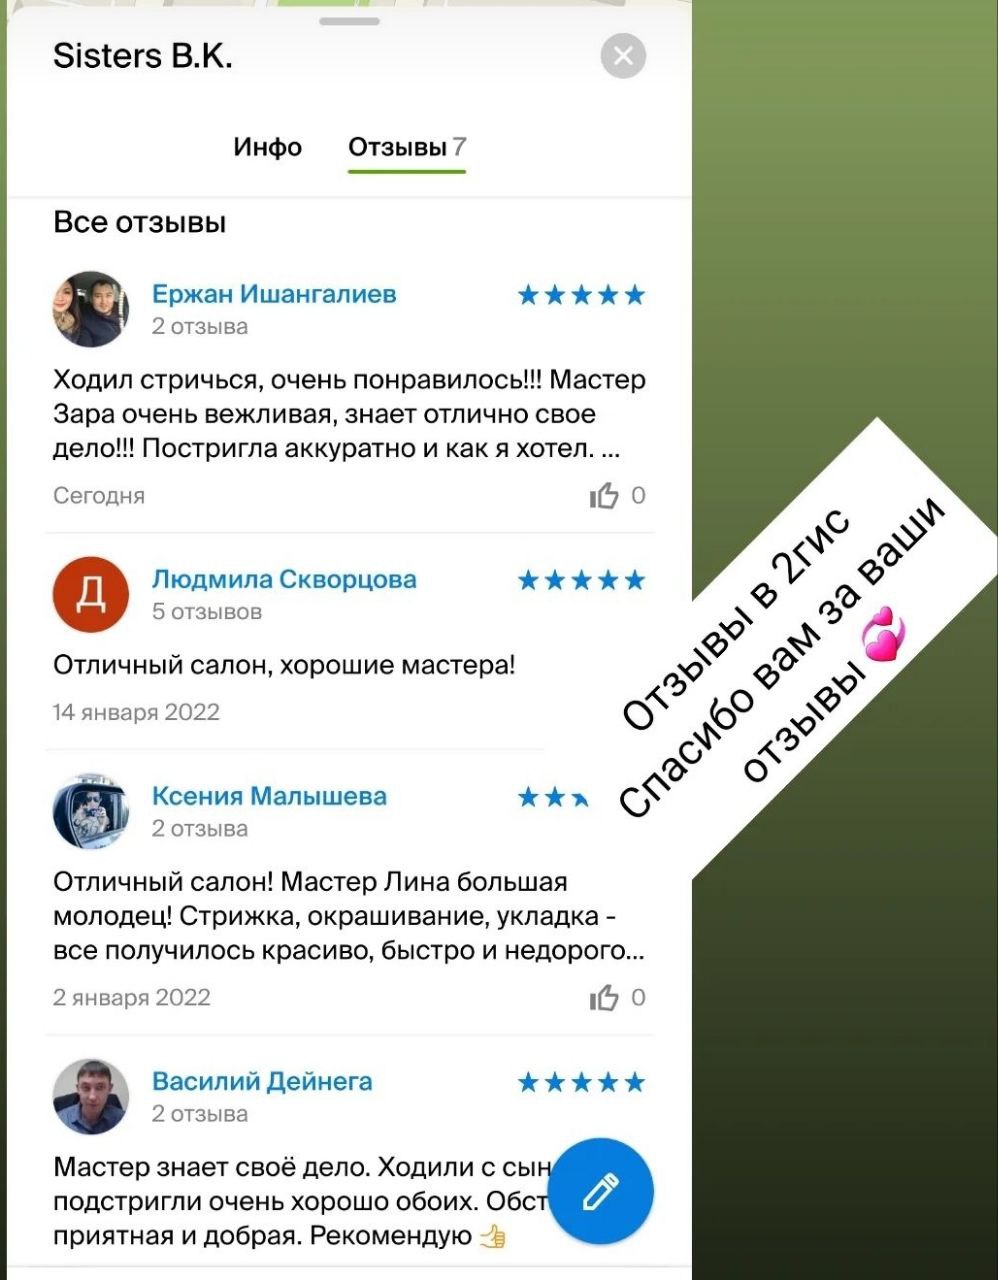 Sisters B.K.
Инфо
Отзывы 7
Все отзывы
Ержан Ишангалиев
2 отзыва
Ходил стричься, очень понравилось!!! Мастер
Зара очень вежливая, знает отлично свое
дело!!! Постригла аккуратно и как я хотел. ...
Сегодня
0
Д
Людмила Скворцова
5 отзывов
Отличный салон, хорошие мастера!
14 января 2022
Ксения Малышева
2 отзыва
Отличный салон! Мастер Лина большая
молодец! Стрижка, окрашивание, укладка -
все получилось красиво, быстро и недорого...
2 января 2022
0
Василий Дейнега
2 отзыва
Мастер знает своё дело. Ходили с сын
подстригли очень хорошо обоих. Обст
приятная и добрая. Рекомендую 👍
Отзывы в 2гис
Спасибо вам за ваши
отзывы 💞